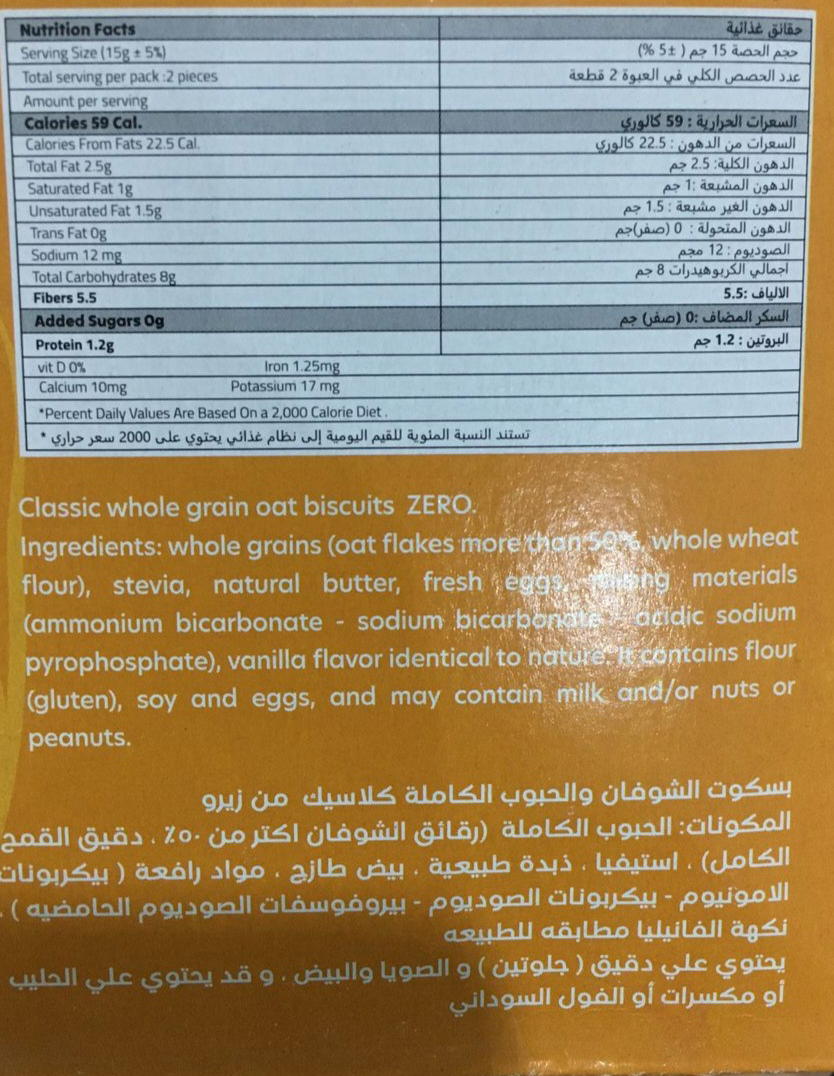 Nutrition Facts
حقائق غذائية
Serving Size (15g ± 5%)
حجم الحصة 15 جم ( ±5 %)
Total serving per pack :2 pieces
عدد الحصص الكلي في العبوة 2 قطعة
Amount per serving
Calories 59 Cal.
السعرات الحرارية : 59 كالوري
Calories From Fats 22.5 Cal.
السعرات من الدهون : 22.5 كالوري
Total Fat 2.5g
الدهون الكلية: 2.5 جم
Saturated Fat 1g
الدهون المشبعة :1 جم
Unsaturated Fat 1.5g
الدهون الغير مشبعة : 1.5 جم
Trans Fat 0g
الدهون المتحولة : 0 (صفر)جم
Sodium 12 mg
الصوديوم : 12 مجم
Total Carbohydrates 8g
اجمالي الكربوهيدرات 8 جم
Fibers 5.5
الالياف :5.5
Added Sugars 0g
السكر المضاف :0 (صفر) جم
Protein 1.2g
البروتين : 1.2 جم
vit D 0% Iron 1.25mg
Calcium 10mg Potassium 17 mg
*Percent Daily Values Are Based On a 2,000 Calorie Diet .
تستند النسبة المئوية للقيم اليومية إلى نظام غذائي يحتوي على 2000 سعر حراري *
Classic whole grain oat biscuits ZERO.
Ingredients: whole grains (oat flakes more than 50%, whole wheat
flour), stevia, natural butter, fresh eggs, materials
(ammonium bicarbonate - sodium bicarbonate - acidic sodium
pyrophosphate), vanilla flavor identical to nature. It contains flour
(gluten), soy and eggs, and may contain milk and/or nuts or
peanuts.
بسكوت الشوفان والحبوب الكاملة كلاسيك من زيرو
المكونات: الحبوب الكاملة (رقائق الشوفان اكتر من ٥٠٪ ، دقيق القمح
الكامل) ، استيفيا ، ذبدة طبيعية ، بيض طازج ، مواد رافعة ( بيكربونات
الامونيوم - بيكربونات الصوديوم - بيروفوسفات الصوديوم الحامضيه ) ،
نكهة الفانيليا مطابقه للطبيعه
يحتوي علي دقيق ( جلوتين ) و الصويا والبيض ، و قد يحتوي علي الحليب
أو مكسرات أو الفول السوداني